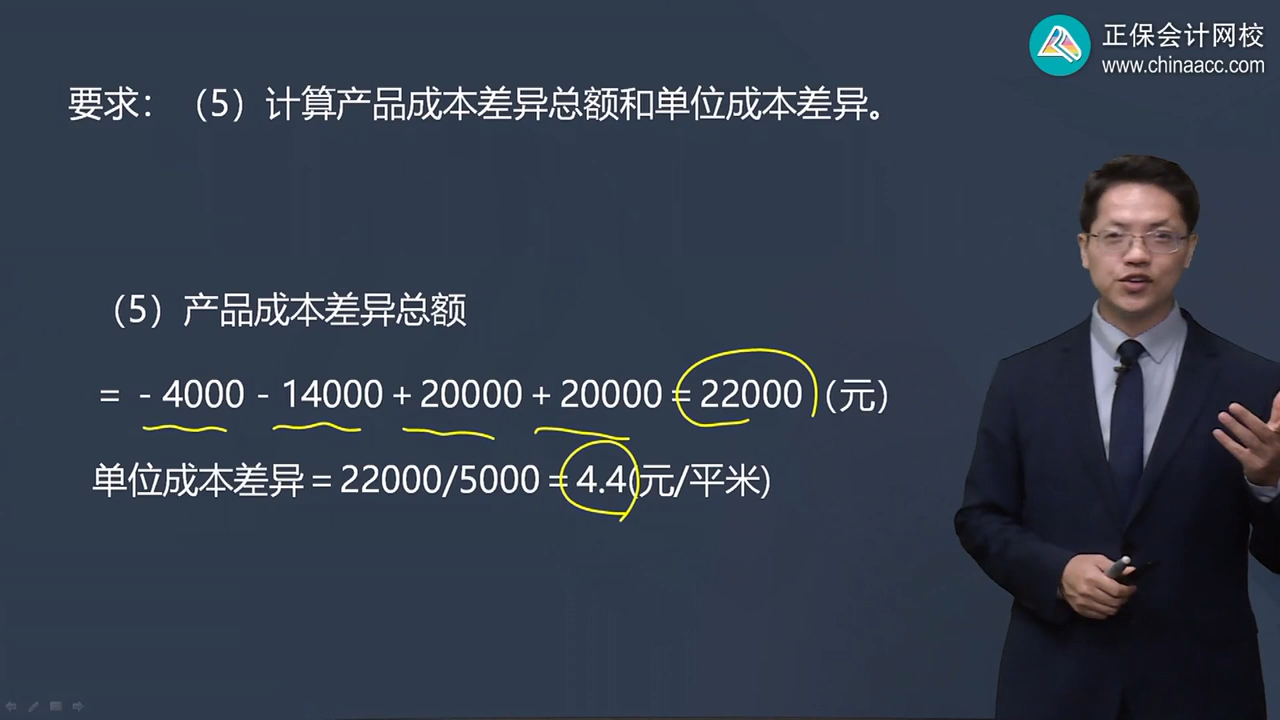 正保会计网校
www.chinaacc.com
要求：（5）计算产品成本差异总额和单位成本差异。
（5）产品成本差异总额
＝－4000－14000＋20000＋20000＝22000（元）
单位成本差异＝22000/5000＝4.4(元/平米)